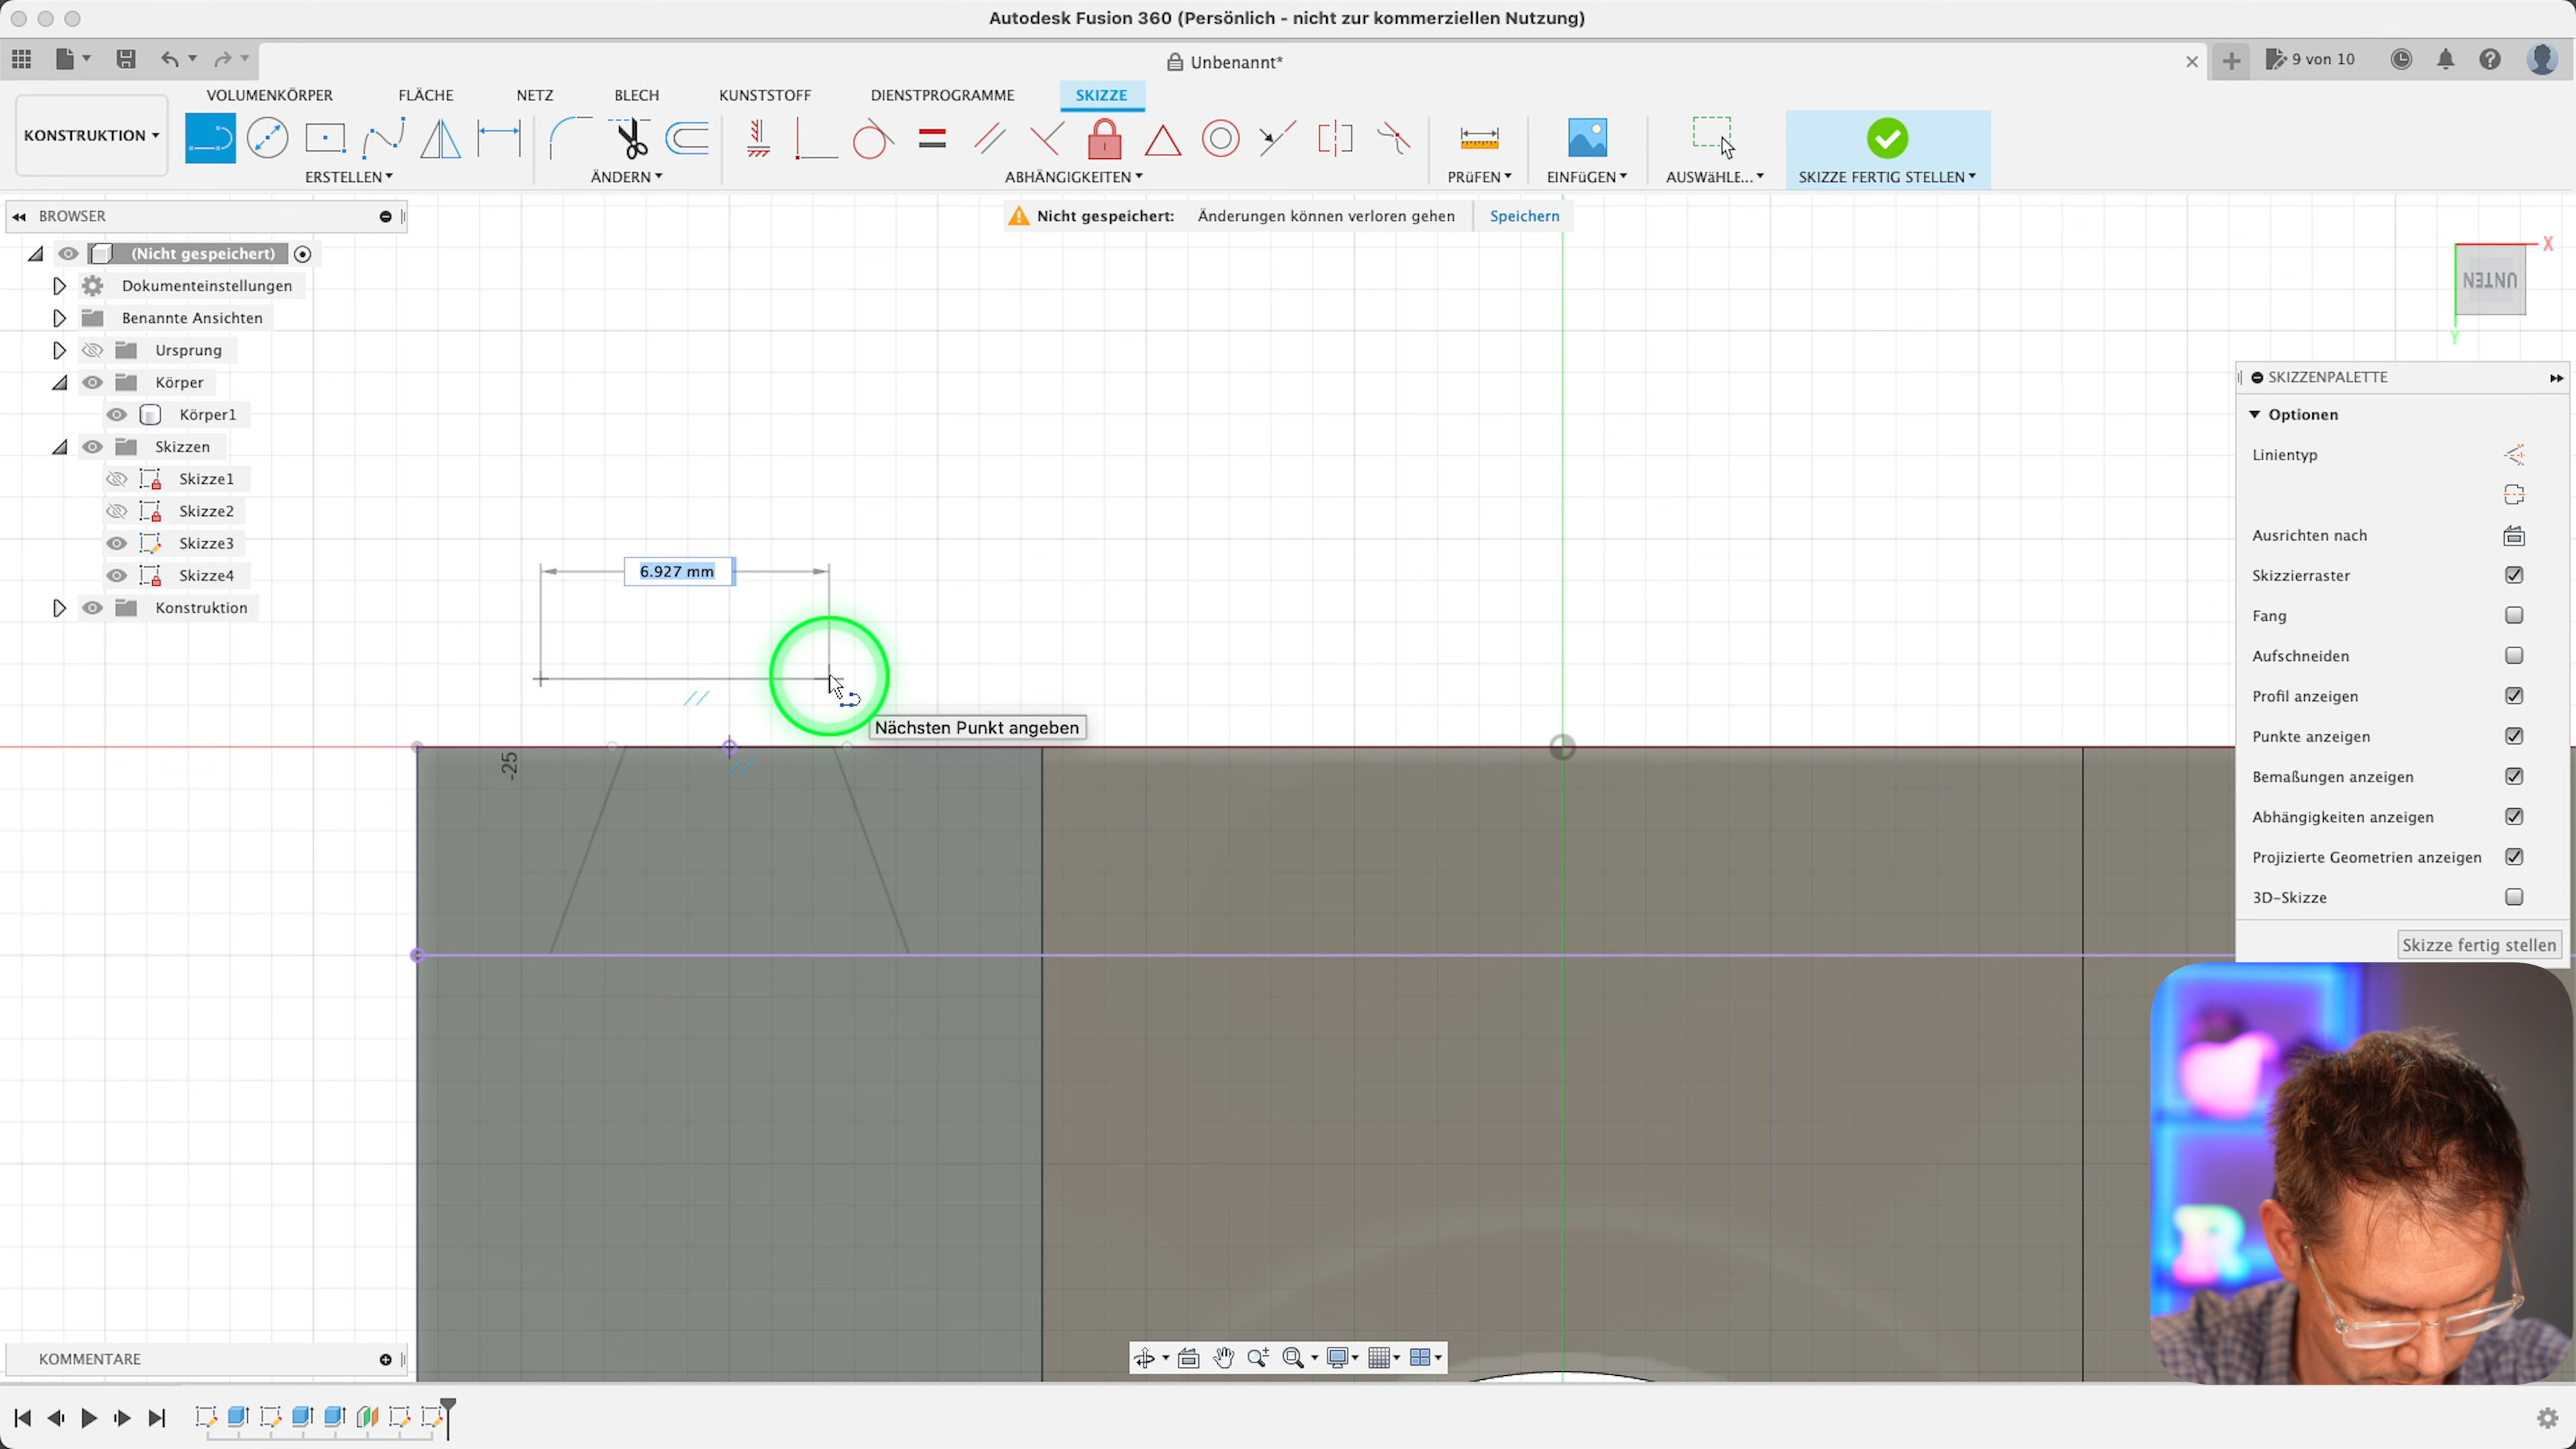 Autodesk Fusion 360 (Persönlich - nicht zur kommerziellen Nutzung)
Unbenannt*
9 von 10
VOLUMENKÖRPER FLÄCHE NETZ BLECH KUNSTSTOFF DIENSTPROGRAMME SKIZZE
KONSTRUKTION
ERSTELLEN ÄNDERN ABHÄNGIGKEITEN PRüFEN EINFüGEN AUSWäHLE... SKIZZE FERTIG STELLEN
BROWSER
Nicht gespeichert: Änderungen können verloren gehen Speichern
(Nicht gespeichert)
Dokumenteinstellungen
Benannte Ansichten
Ursprung
Körper
Körper1
Skizzen
Skizze1
Skizze2
Skizze3
Skizze4
Konstruktion
X
UNTEN
Y
SKIZZENPALETTE
Optionen
Linientyp
Ausrichten nach
Skizzierraster
Fang
Aufschneiden
Profil anzeigen
Punkte anzeigen
Bemaßungen anzeigen
Abhängigkeiten anzeigen
Projizierte Geometrien anzeigen
3D-Skizze
Skizze fertig stellen
6.927 mm
Nächsten Punkt angeben
-25
KOMMENTARE